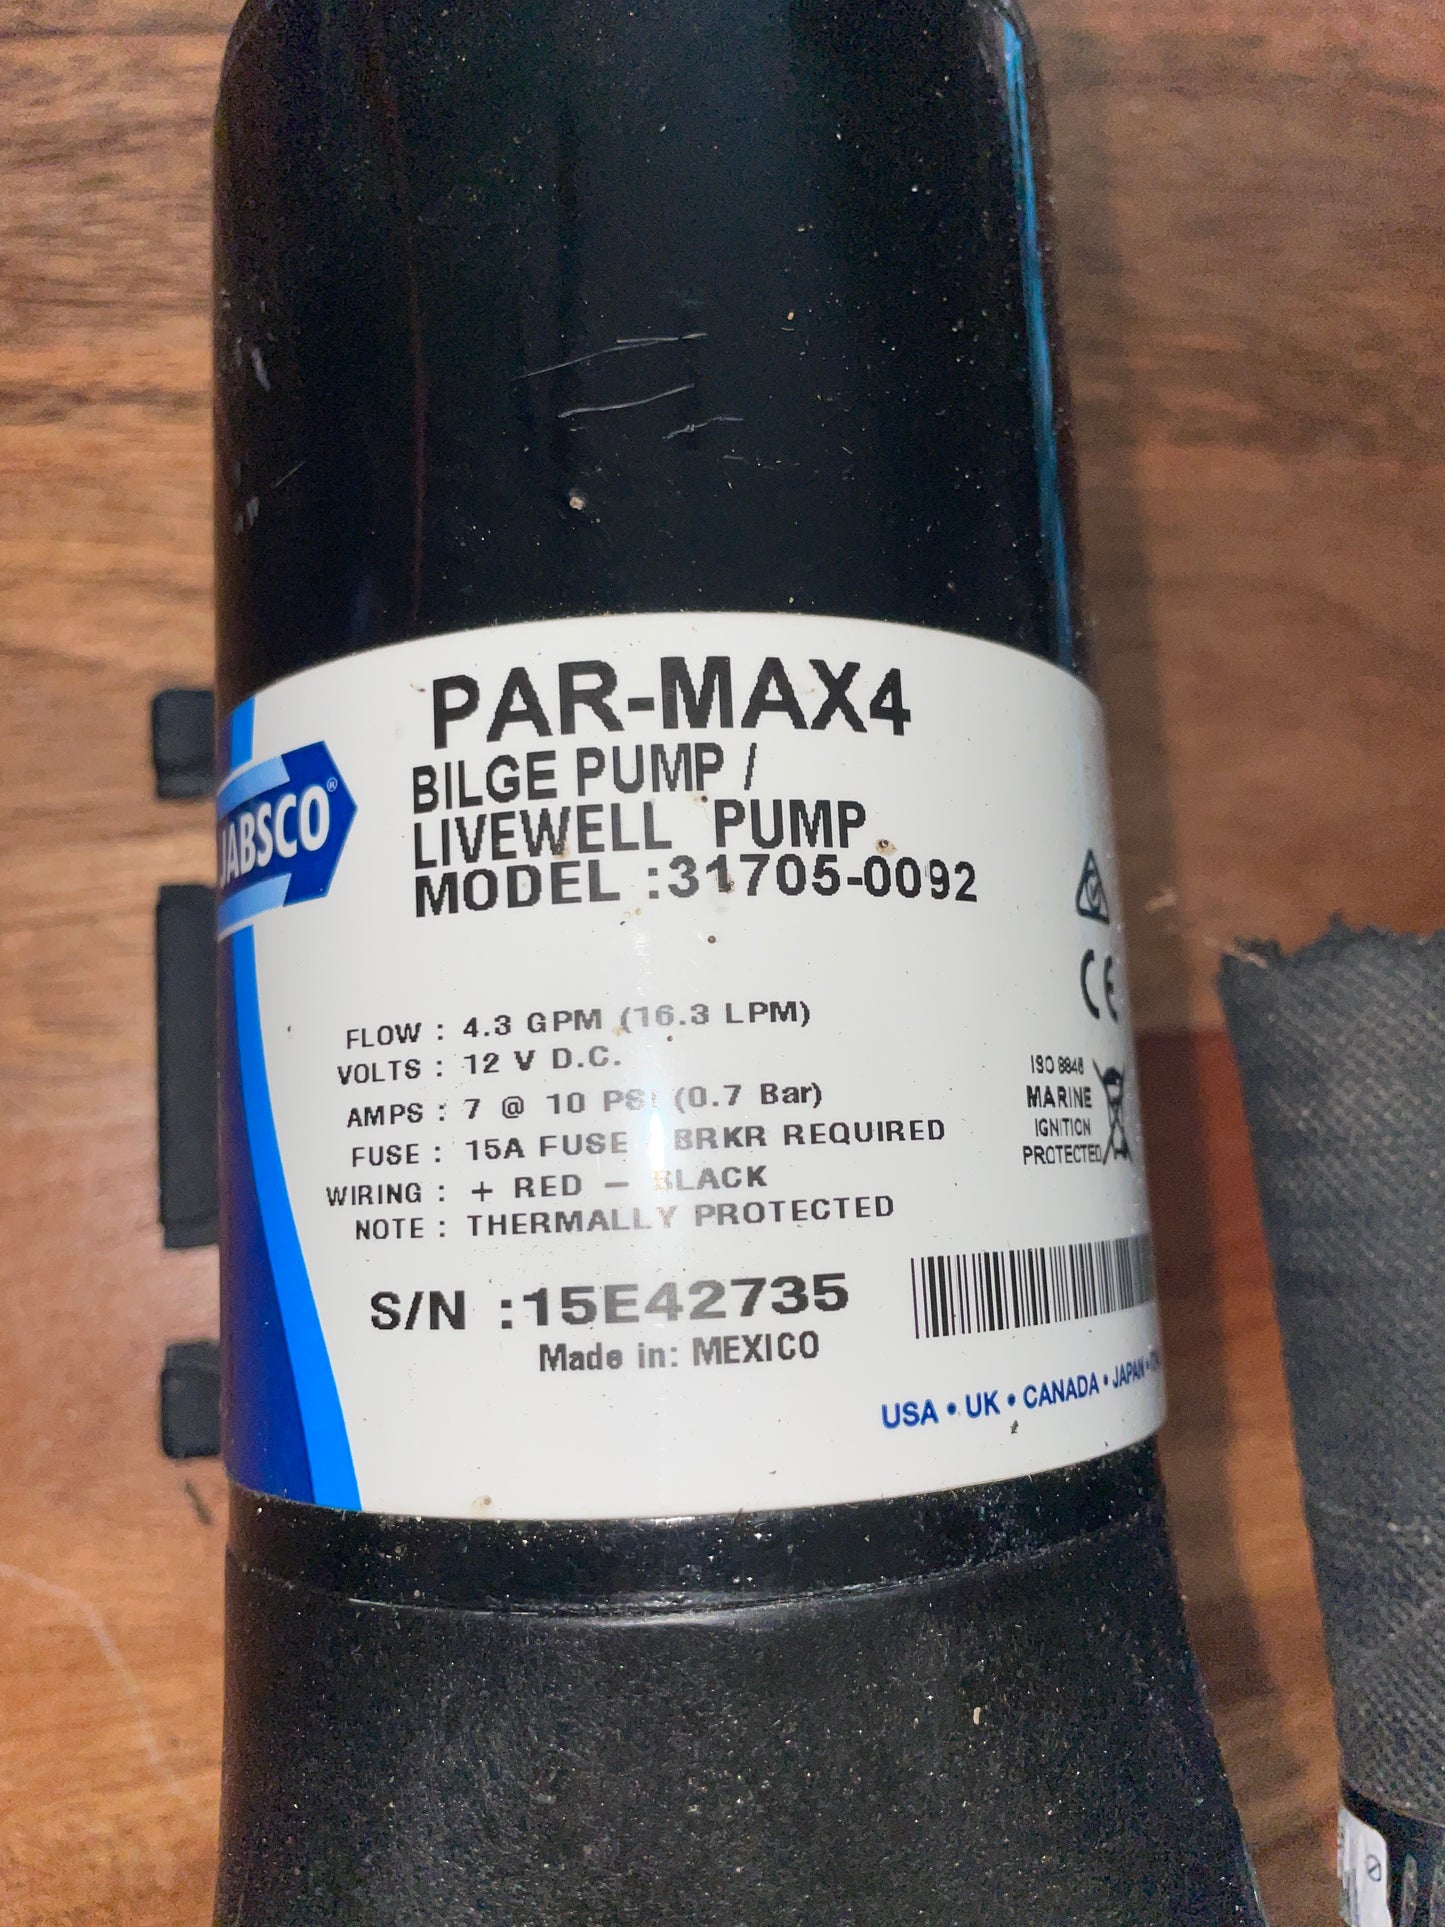 PAR-MAX4
BILGE PUMP /
LIVEWELL PUMP
MODEL :31705-0092
JABSCO®
CE
FLOW : 4.3 GPM (16.3 LPM)
VOLTS : 12 V D.C.
AMPS : 7 @ 10 PSI (0.7 Bar)
FUSE : 15A FUSE / BRKR REQUIRED
WIRING : + RED – BLACK
NOTE : THERMALLY PROTECTED
ISO 8846
MARINE
IGNITION
PROTECTED
S/N :15E42735
Made in: MEXICO
USA • UK • CANADA • JAPAN •